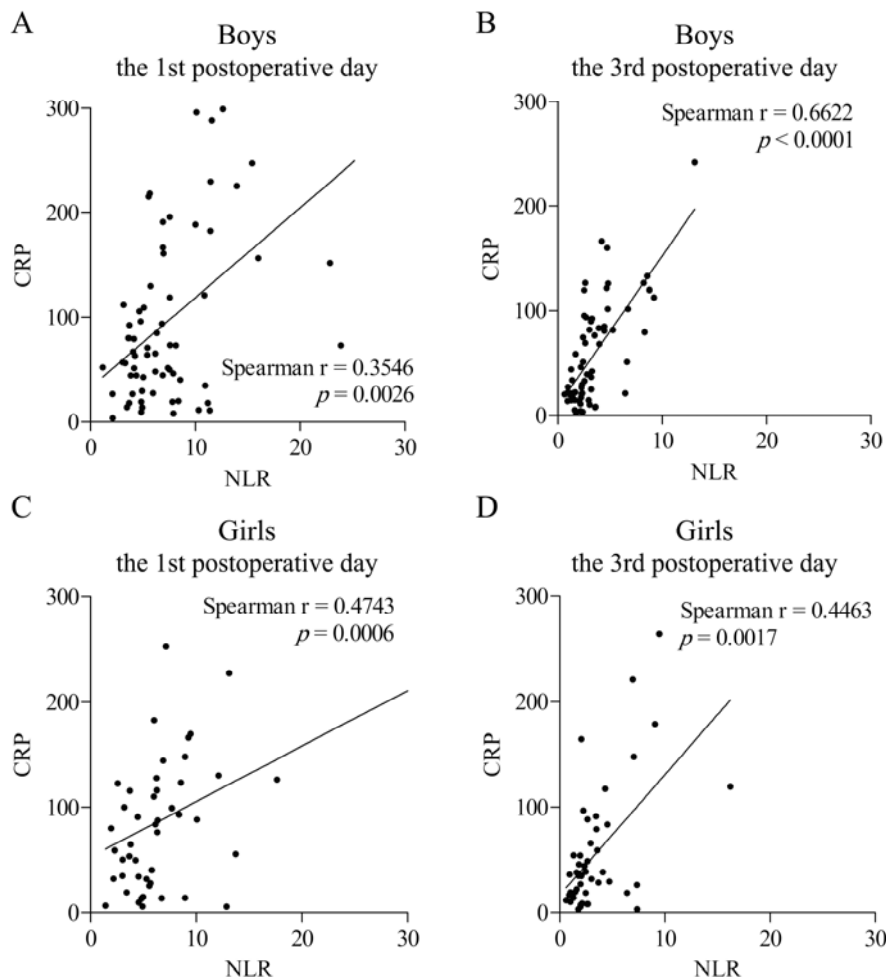 A
Boys
the 1st postoperative day
300
200
100
0
CRP
Spearman r = 0.3546
p = 0.0026
0 10 20 30
NLR
B
Boys
the 3rd postoperative day
300
200
100
0
CRP
Spearman r = 0.6622
p < 0.0001
0 10 20 30
NLR
C
Girls
the 1st postoperative day
300
200
100
0
CRP
Spearman r = 0.4743
p = 0.0006
0 10 20 30
NLR
D
Girls
the 3rd postoperative day
300
200
100
0
CRP
Spearman r = 0.4463
p = 0.0017
0 10 20 30
NLR